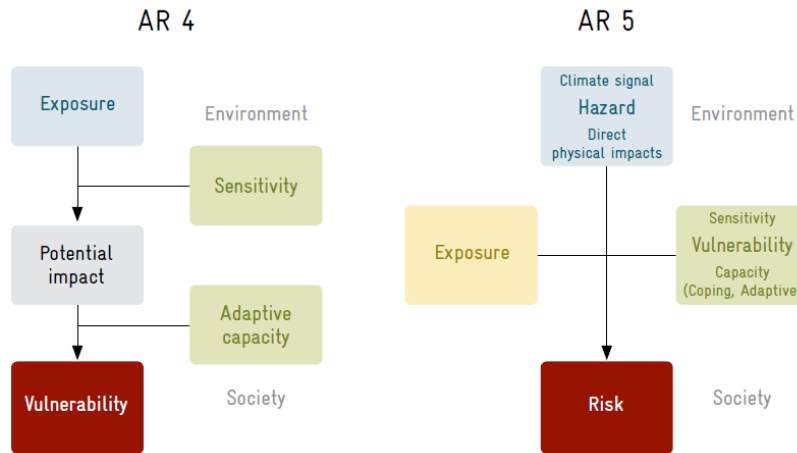 AR 4
Exposure
Environment
Sensitivity
Potential
impact
Adaptive
capacity
Vulnerability
Society
AR 5
Climate signal
Hazard
Direct
physical impacts
Environment
Exposure
Sensitivity
Vulnerability
Capacity
(Coping, Adaptive)
Risk
Society